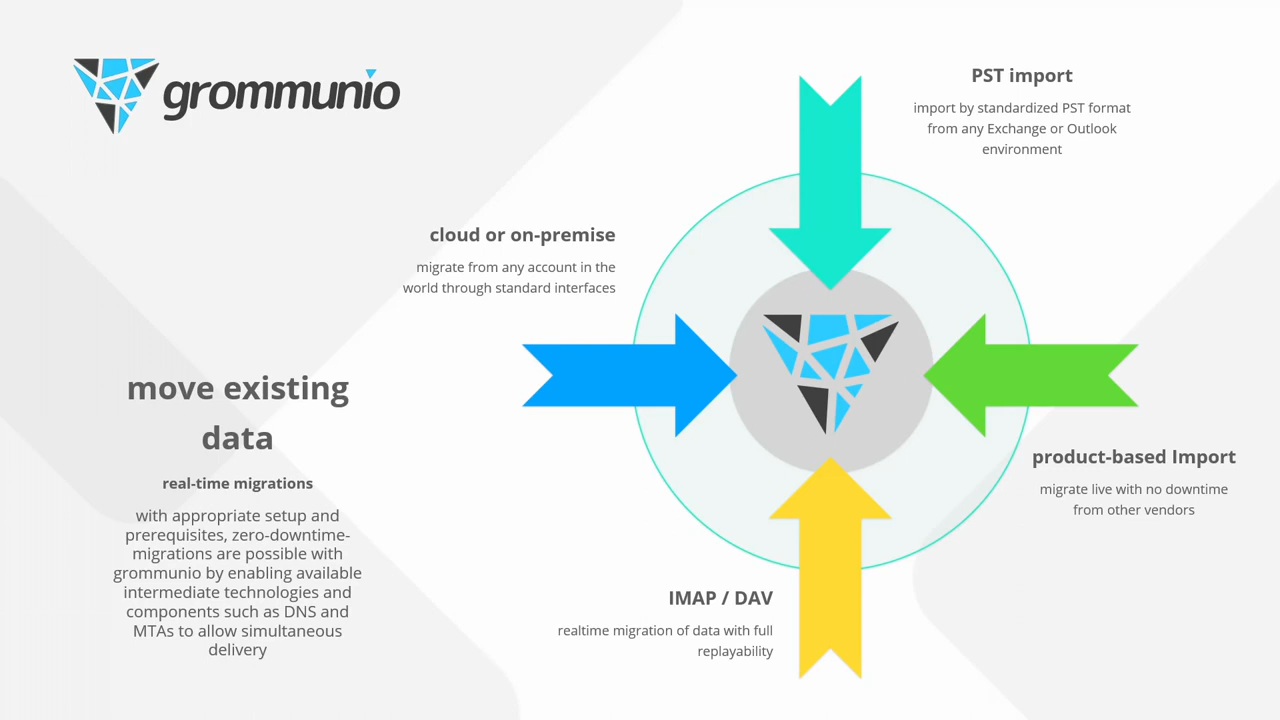 grommunio
PST import
import by standardized PST format
from any Exchange or Outlook
environment
cloud or on-premise
migrate from any account in the
world through standard interfaces
move existing
data
real-time migrations
with appropriate setup and
prerequisites, zero-downtime-
migrations are possible with
grommunio by enabling available
intermediate technologies and
components such as DNS and
MTAs to allow simultaneous
delivery
product-based Import
migrate live with no downtime
from other vendors
IMAP / DAV
realtime migration of data with full
replayability